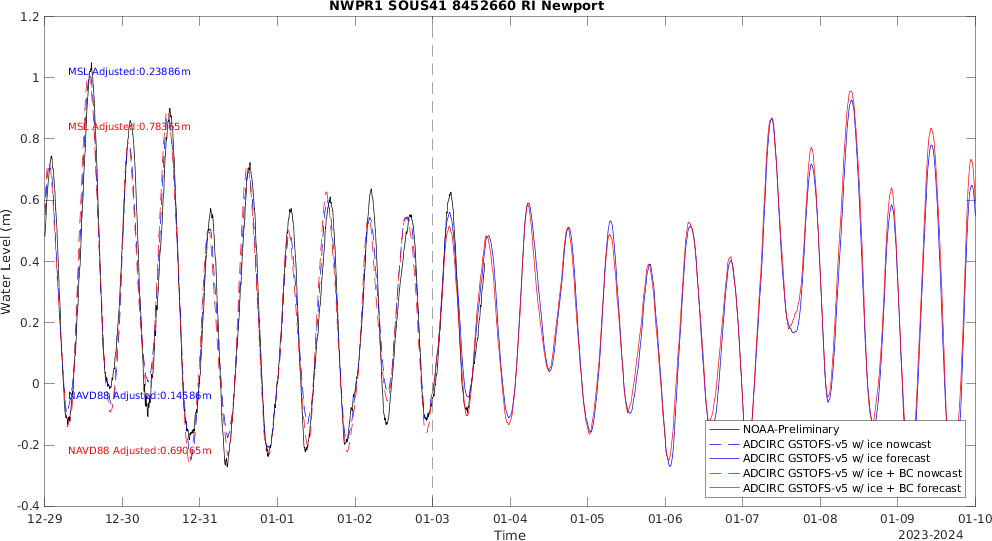 NWPR1 SOUS41 8452660 RI Newport
1.2
1
0.8
0.6
0.4
0.2
0
-0.2
-0.4
Water Level (m)
MSL Adjusted:0.23886m
MSL Adjusted:0.78365m
NAVD88 Adjusted:0.14586m
NAVD88 Adjusted:0.69065m
NOAA-Preliminary
ADCIRC GSTOFS-v5 w/ ice nowcast
ADCIRC GSTOFS-v5 w/ ice forecast
ADCIRC GSTOFS-v5 w/ ice + BC nowcast
ADCIRC GSTOFS-v5 w/ ice + BC forecast
12-29 12-30 12-31 01-01 01-02 01-03 01-04 01-05 01-06 01-07 01-08 01-09 01-10
Time
2023-2024